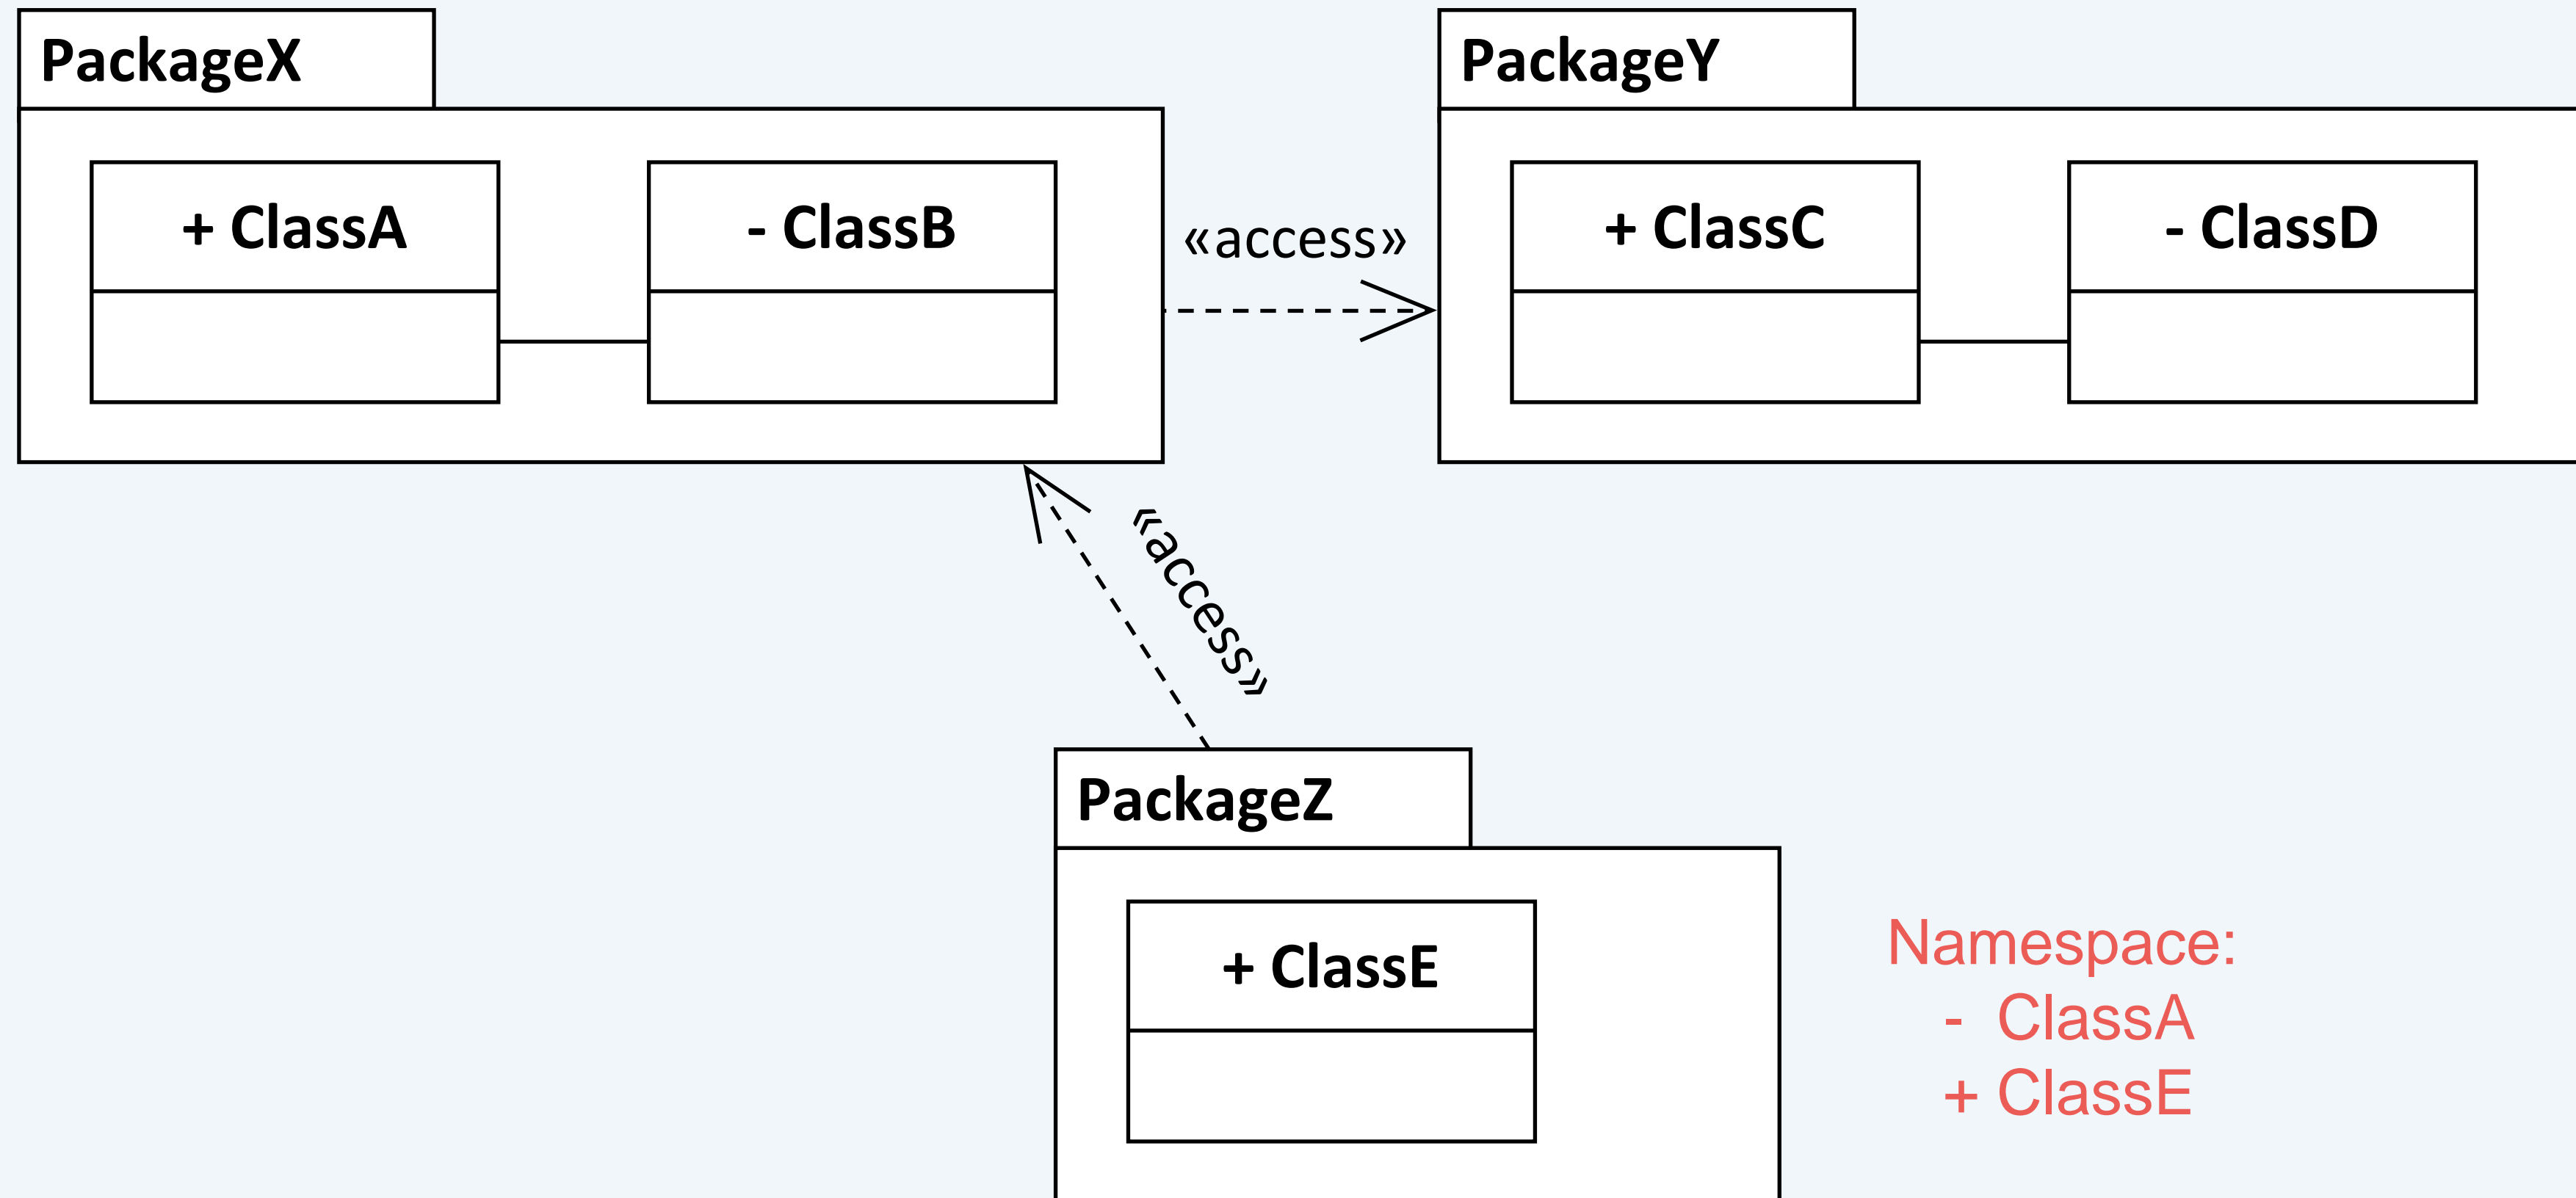 PackageX
PackageY
+ ClassA
- ClassB
«access»
+ ClassC
- ClassD
«access»
PackageZ
+ ClassE
Namespace:
- ClassA
+ ClassE